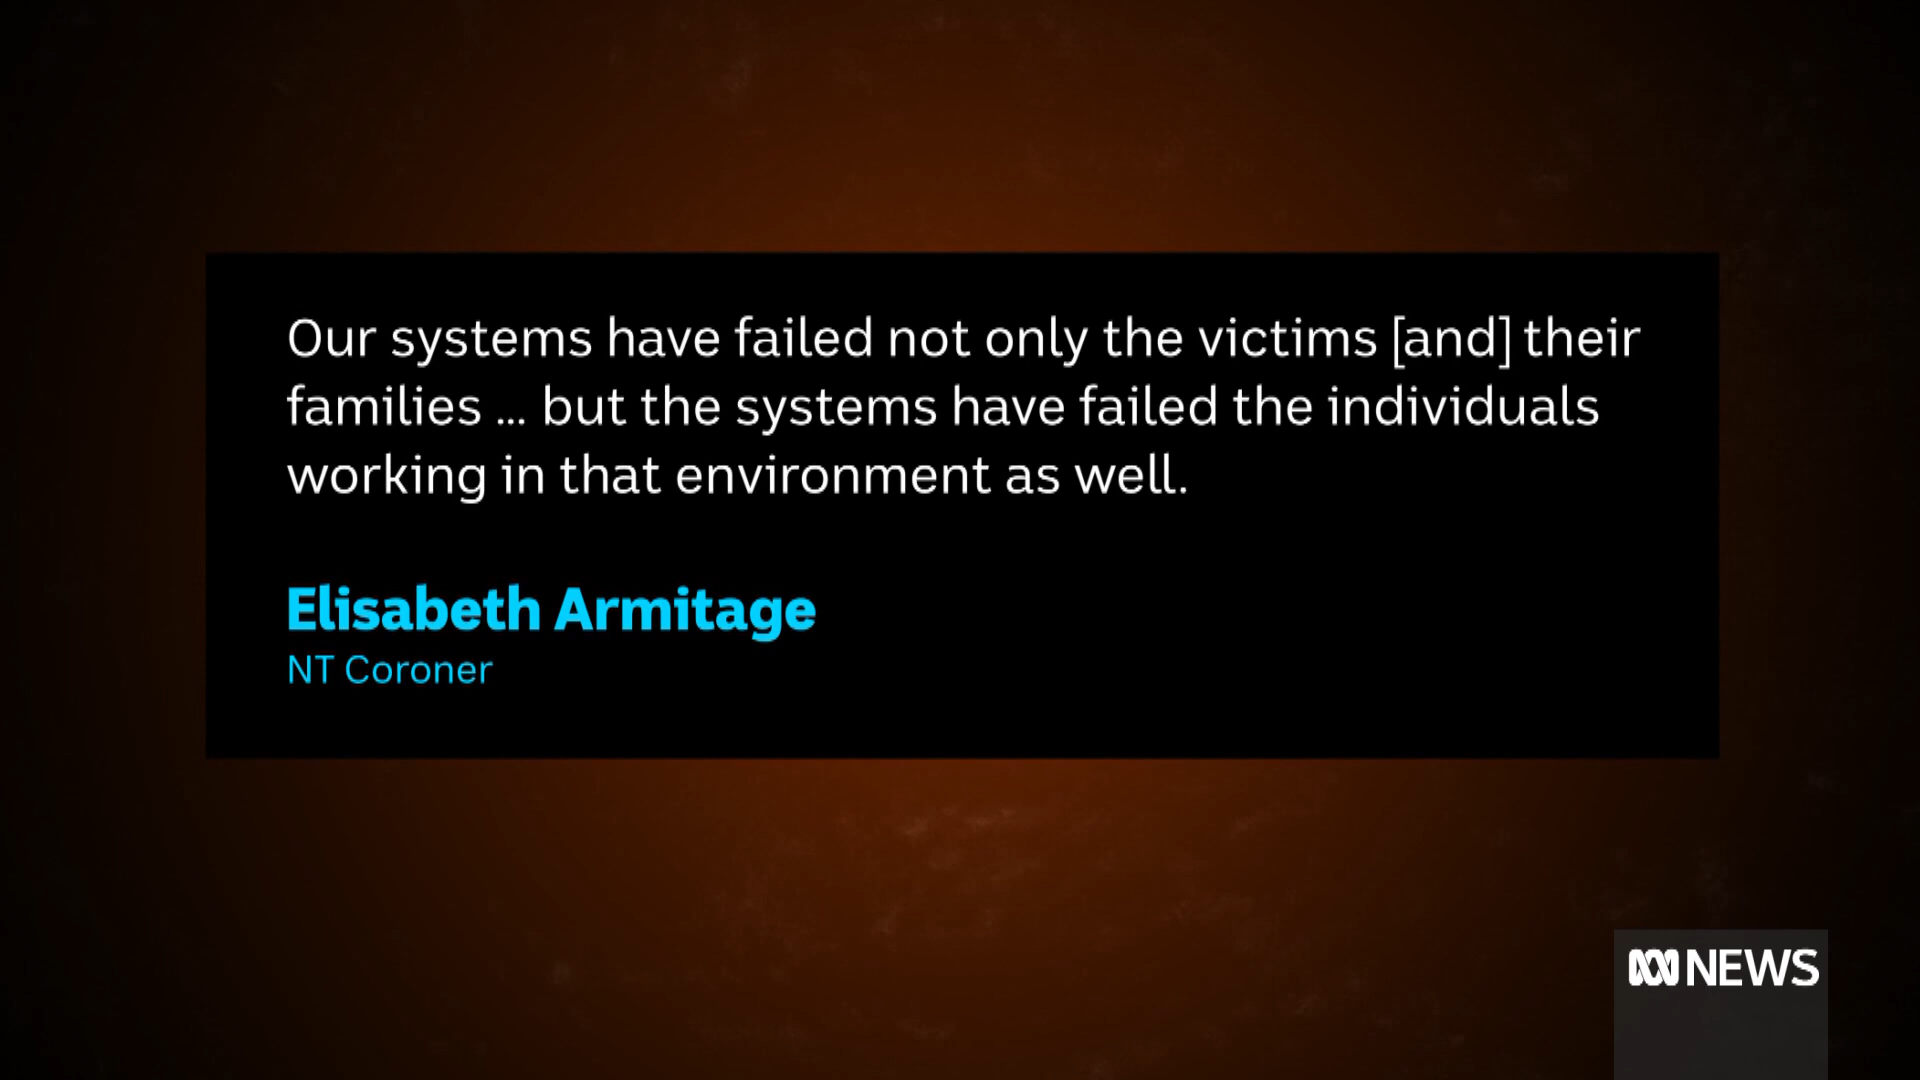 Our systems have failed not only the victims [and] their
families ... but the systems have failed the individuals
working in that environment as well.
Elisabeth Armitage
NT Coroner
NEWS